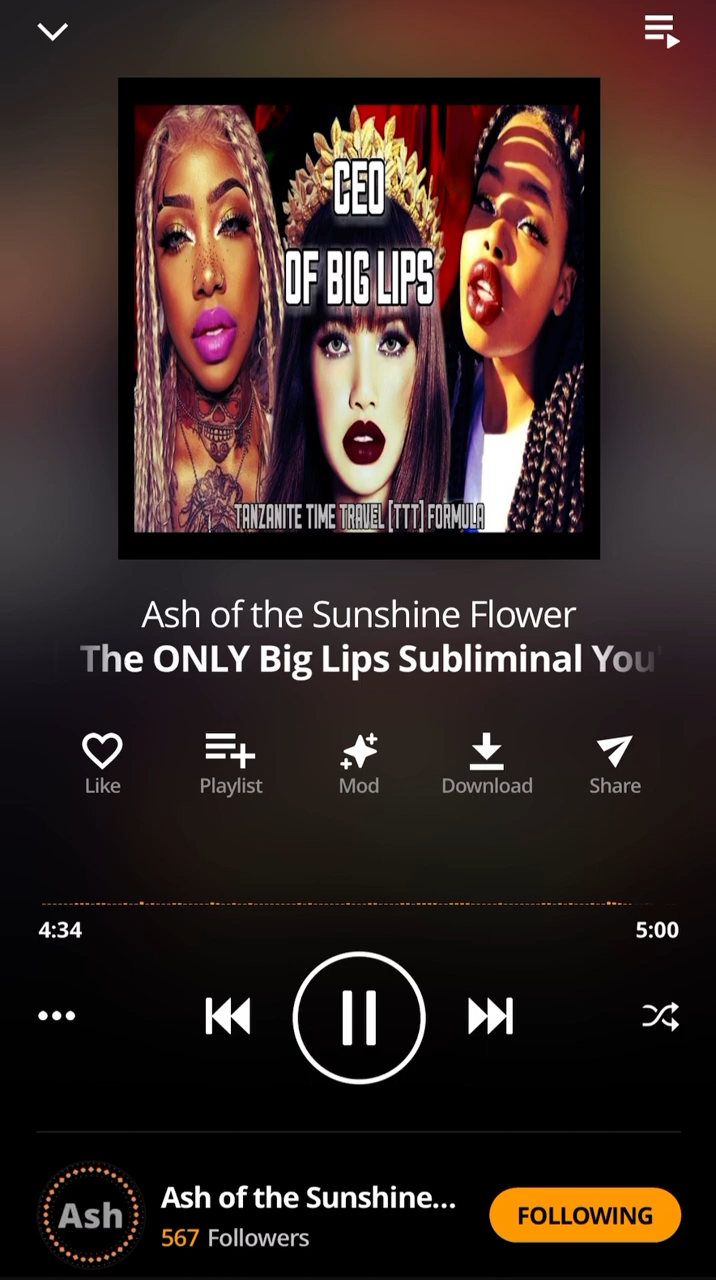 CEO
OF BIG LIPS
TANZANITE TIME TRAVEL [TTT] FORMULA
Ash of the Sunshine Flower
The ONLY Big Lips Subliminal You'
Like
Playlist
Mod
Download
Share
4:34
5:00
Ash
Ash of the Sunshine...
567 Followers
FOLLOWING